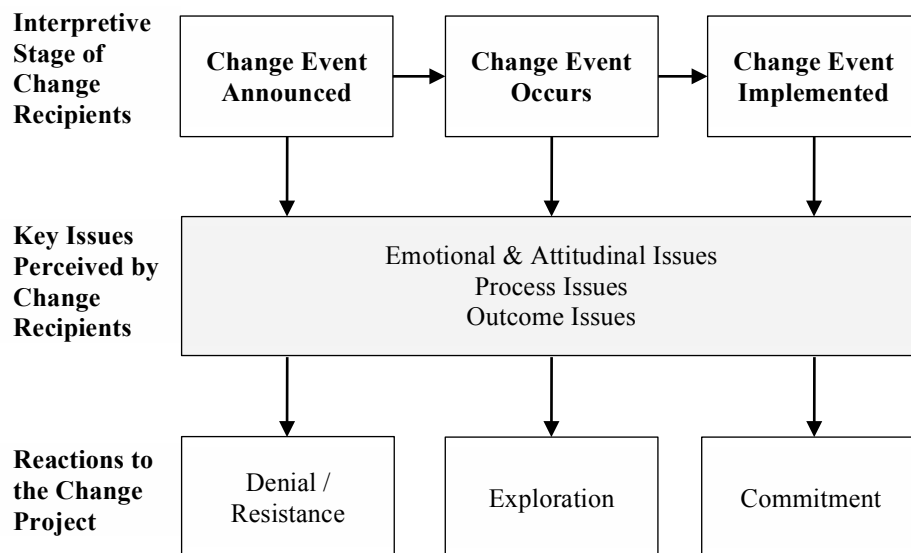 Interpretive
Stage of
Change
Recipients
Change Event
Announced
Change Event
Occurs
Change Event
Implemented
Key Issues
Perceived by
Change
Recipients
Emotional & Attitudinal Issues
Process Issues
Outcome Issues
Reactions to
the Change
Project
Denial /
Resistance
Exploration
Commitment